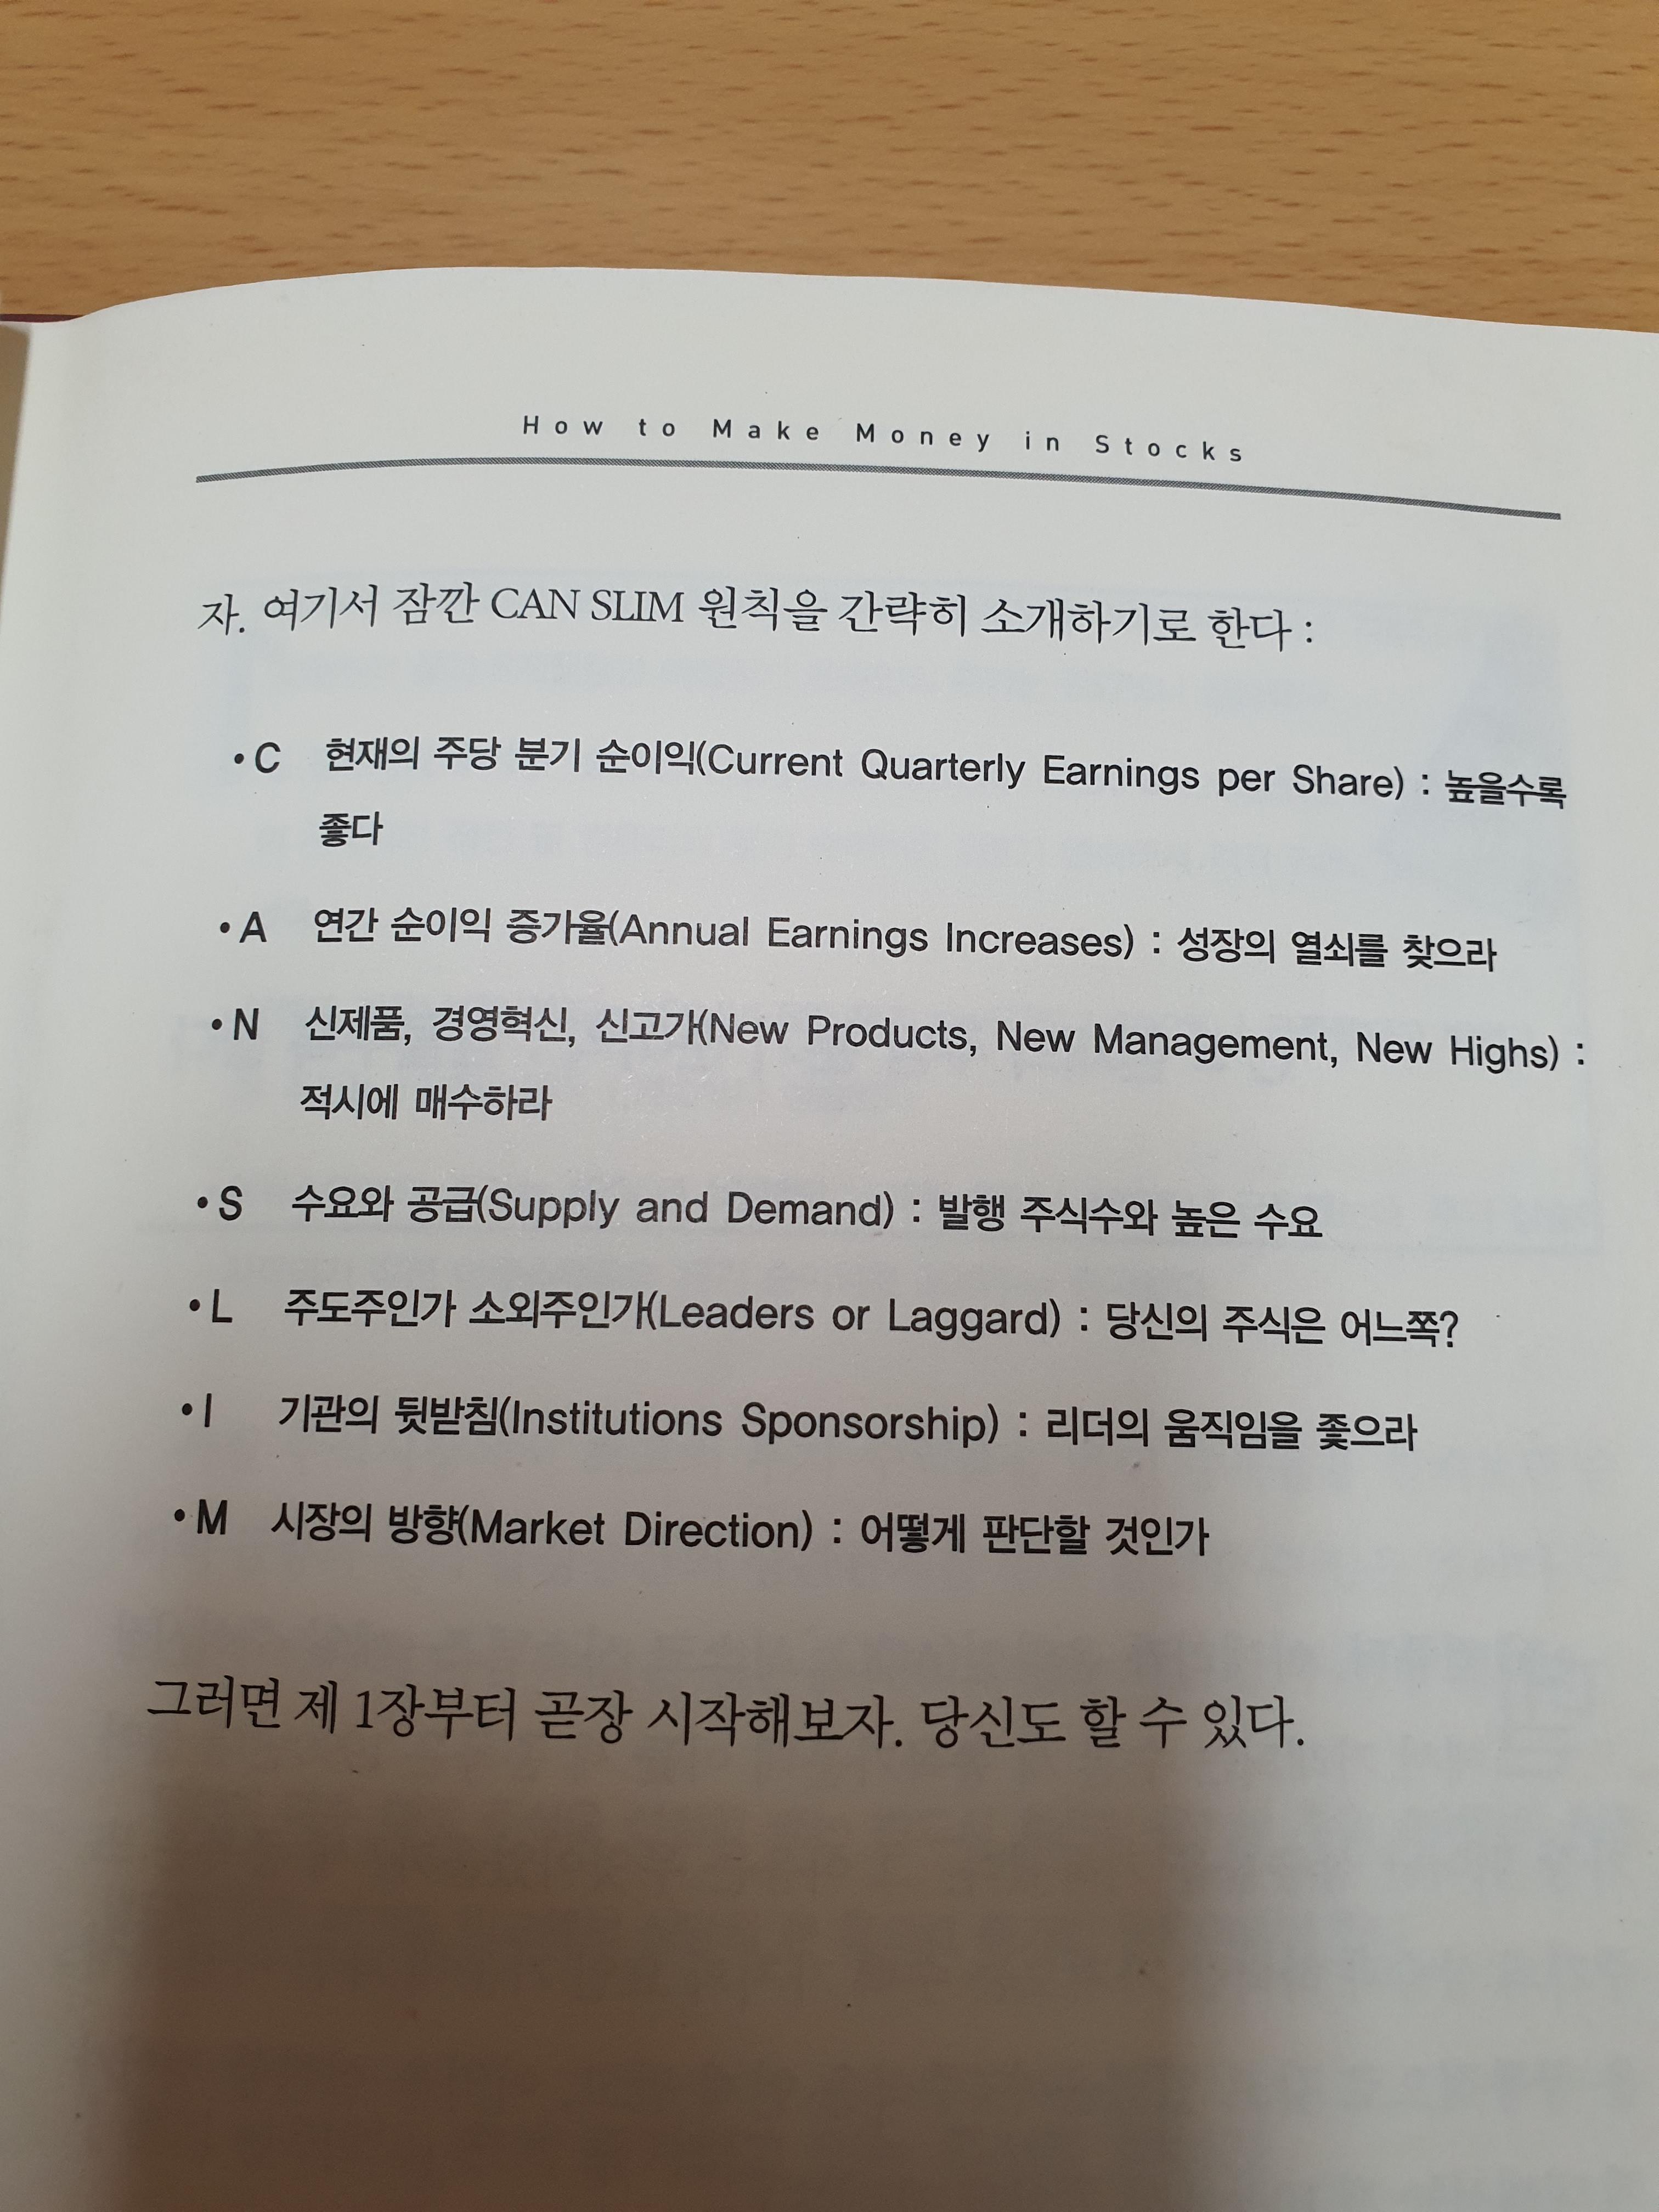 How to Make Money in Stocks
자. 여기서 잠깐 CAN SLIM 원칙을 간략히 소개하기로 한다 :
• C 현재의 주당 분기 순이익(Current Quarterly Earnings per Share) : 높을수록
좋다
• A 연간 순이익 증가율(Annual Earnings Increases) : 성장의 열쇠를 찾으라
• N 신제품, 경영혁신, 신고가(New Products, New Management, New Highs) :
적시에 매수하라
• S 수요와 공급(Supply and Demand) : 발행 주식수와 높은 수요
• L 주도주인가 소외주인가(Leaders or Laggard) : 당신의 주식은 어느쪽?
• I 기관의 뒷받침(Institutions Sponsorship) : 리더의 움직임을 좇으라
• M 시장의 방향(Market Direction) : 어떻게 판단할 것인가
그러면 제 1장부터 곧장 시작해보자. 당신도 할 수 있다.